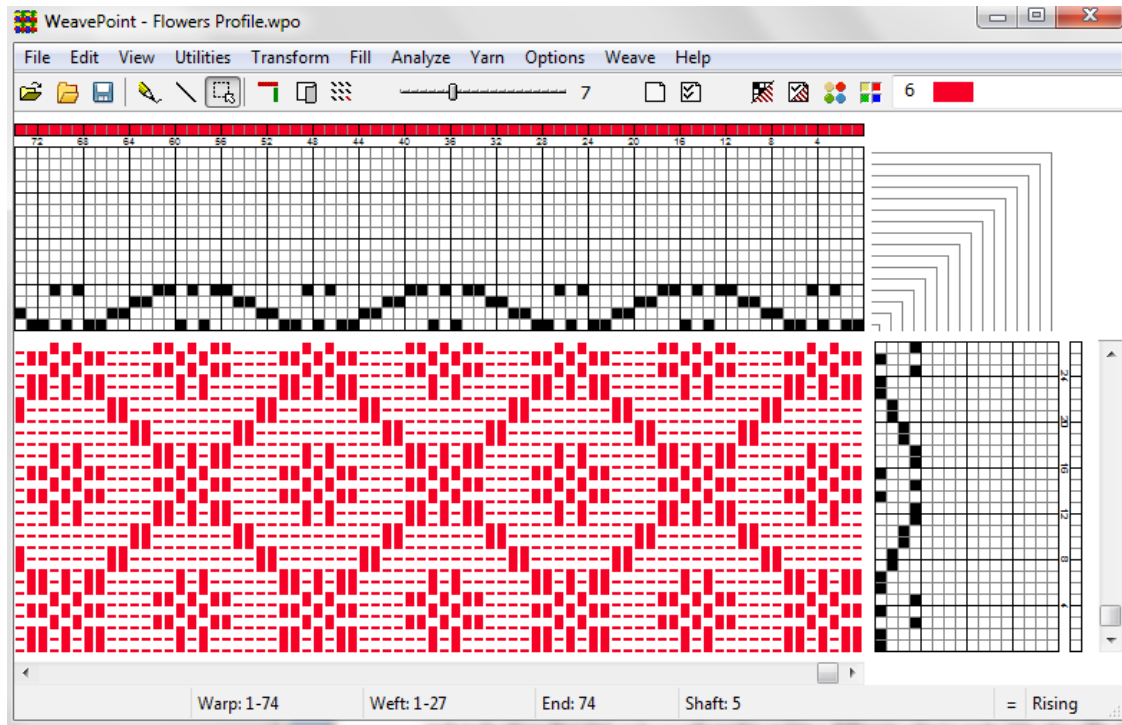 WeavePoint - Flowers Profile.wpo
File Edit View Utilities Transform Fill Analyze Yarn Options Weave Help
7 6
72 68 64 60 56 52 48 44 40 36 32 28 24 20 16 12 8 4
24
20
16
12
8
4
Warp: 1-74 Weft: 1-27 End: 74 Shaft: 5 = Rising